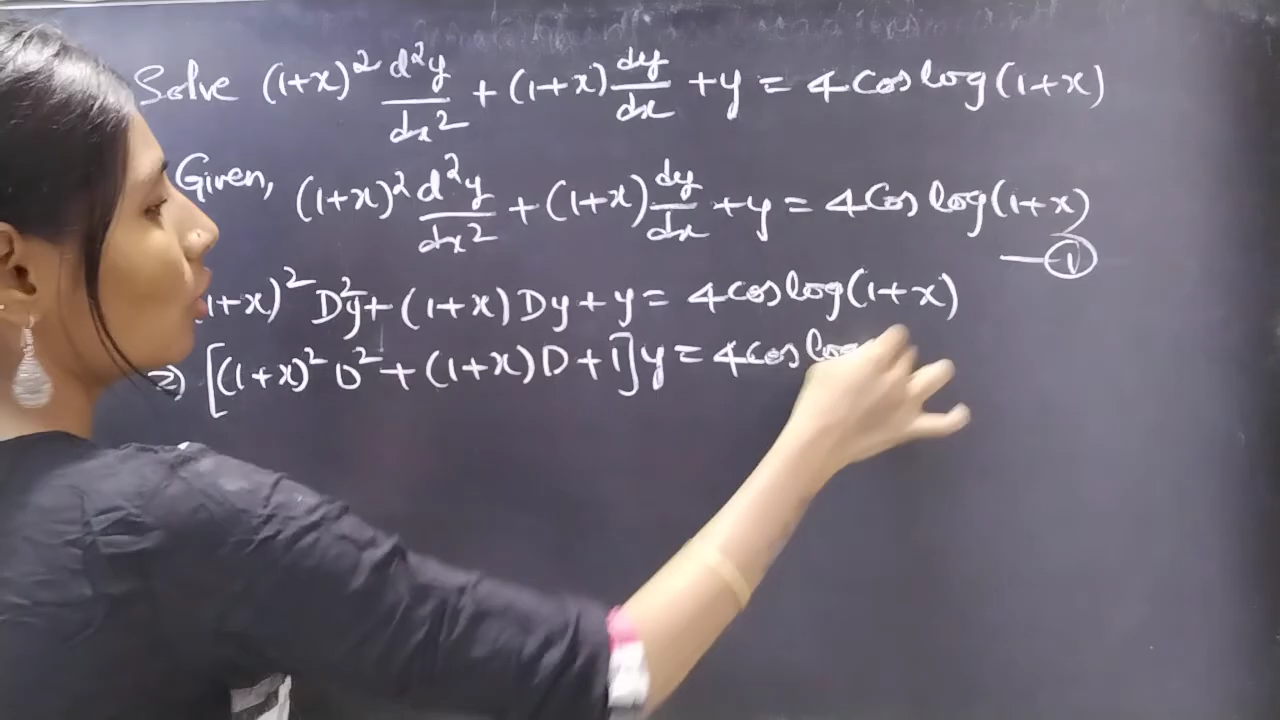 Solve (1+x)² d²y/dx² + (1+x) dy/dx + y = 4 cos log (1+x)
Given, (1+x)² d²y/dx² + (1+x) dy/dx + y = 4 Cos log (1+x)
— ①
1+x)² D²y + (1+x) Dy + y = 4 cos log (1+x)
⇒ [(1+x)² D² + (1+x) D + 1] y = 4 cos log